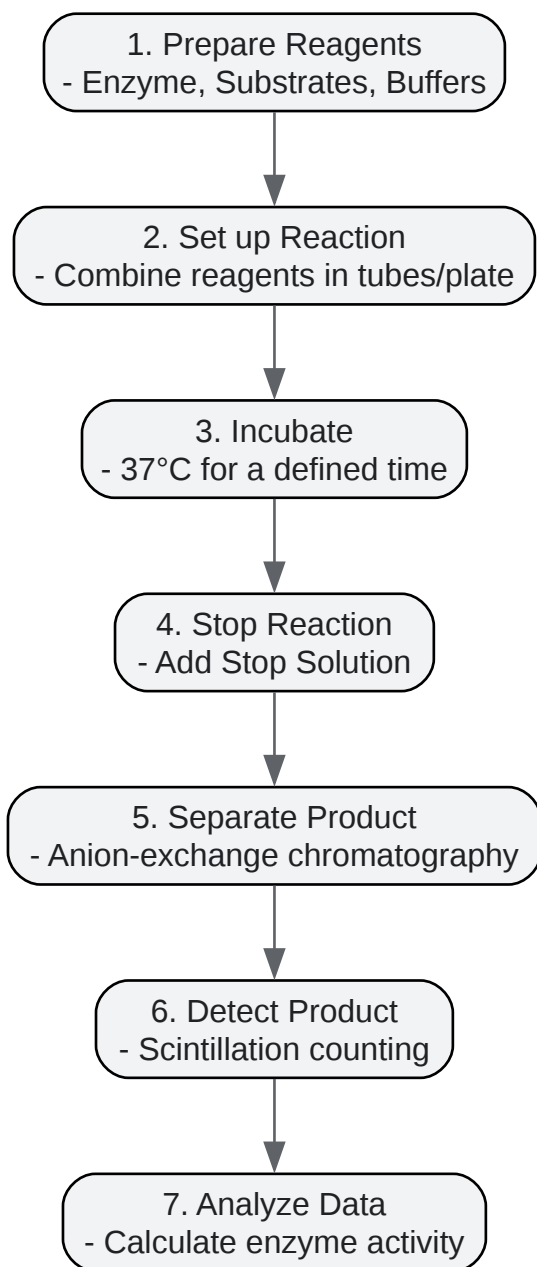 1. Prepare Reagents
- Enzyme, Substrates, Buffers
2. Set up Reaction
- Combine reagents in tubes/plate
3. Incubate
- 37°C for a defined time
4. Stop Reaction
- Add Stop Solution
5. Separate Product
- Anion-exchange chromatography
6. Detect Product
- Scintillation counting
7. Analyze Data
- Calculate enzyme activity